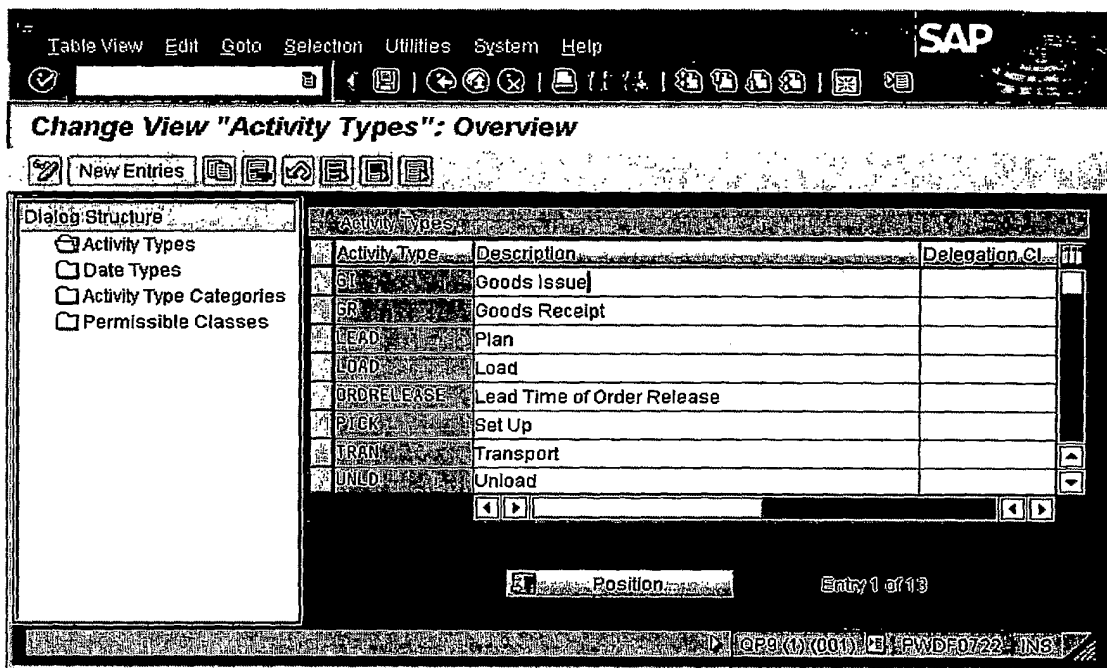 Table View Edit Goto Selection Utilities System Help
SAP
Change View "Activity Types": Overview
New Entries
Dialog Structure
Activity Types
Date Types
Activity Type Categories
Permissible Classes
Activity Types
Activity Type Description Delegation Cl...
GI Goods Issue
GR Goods Receipt
LEAD Plan
LOAD Load
ORDRELEASE Lead Time of Order Release
PICK Set Up
TRAN Transport
UNLD Unload
Position... Entry 1 of 13
QP9 (1) (001) PWDF0722 INS